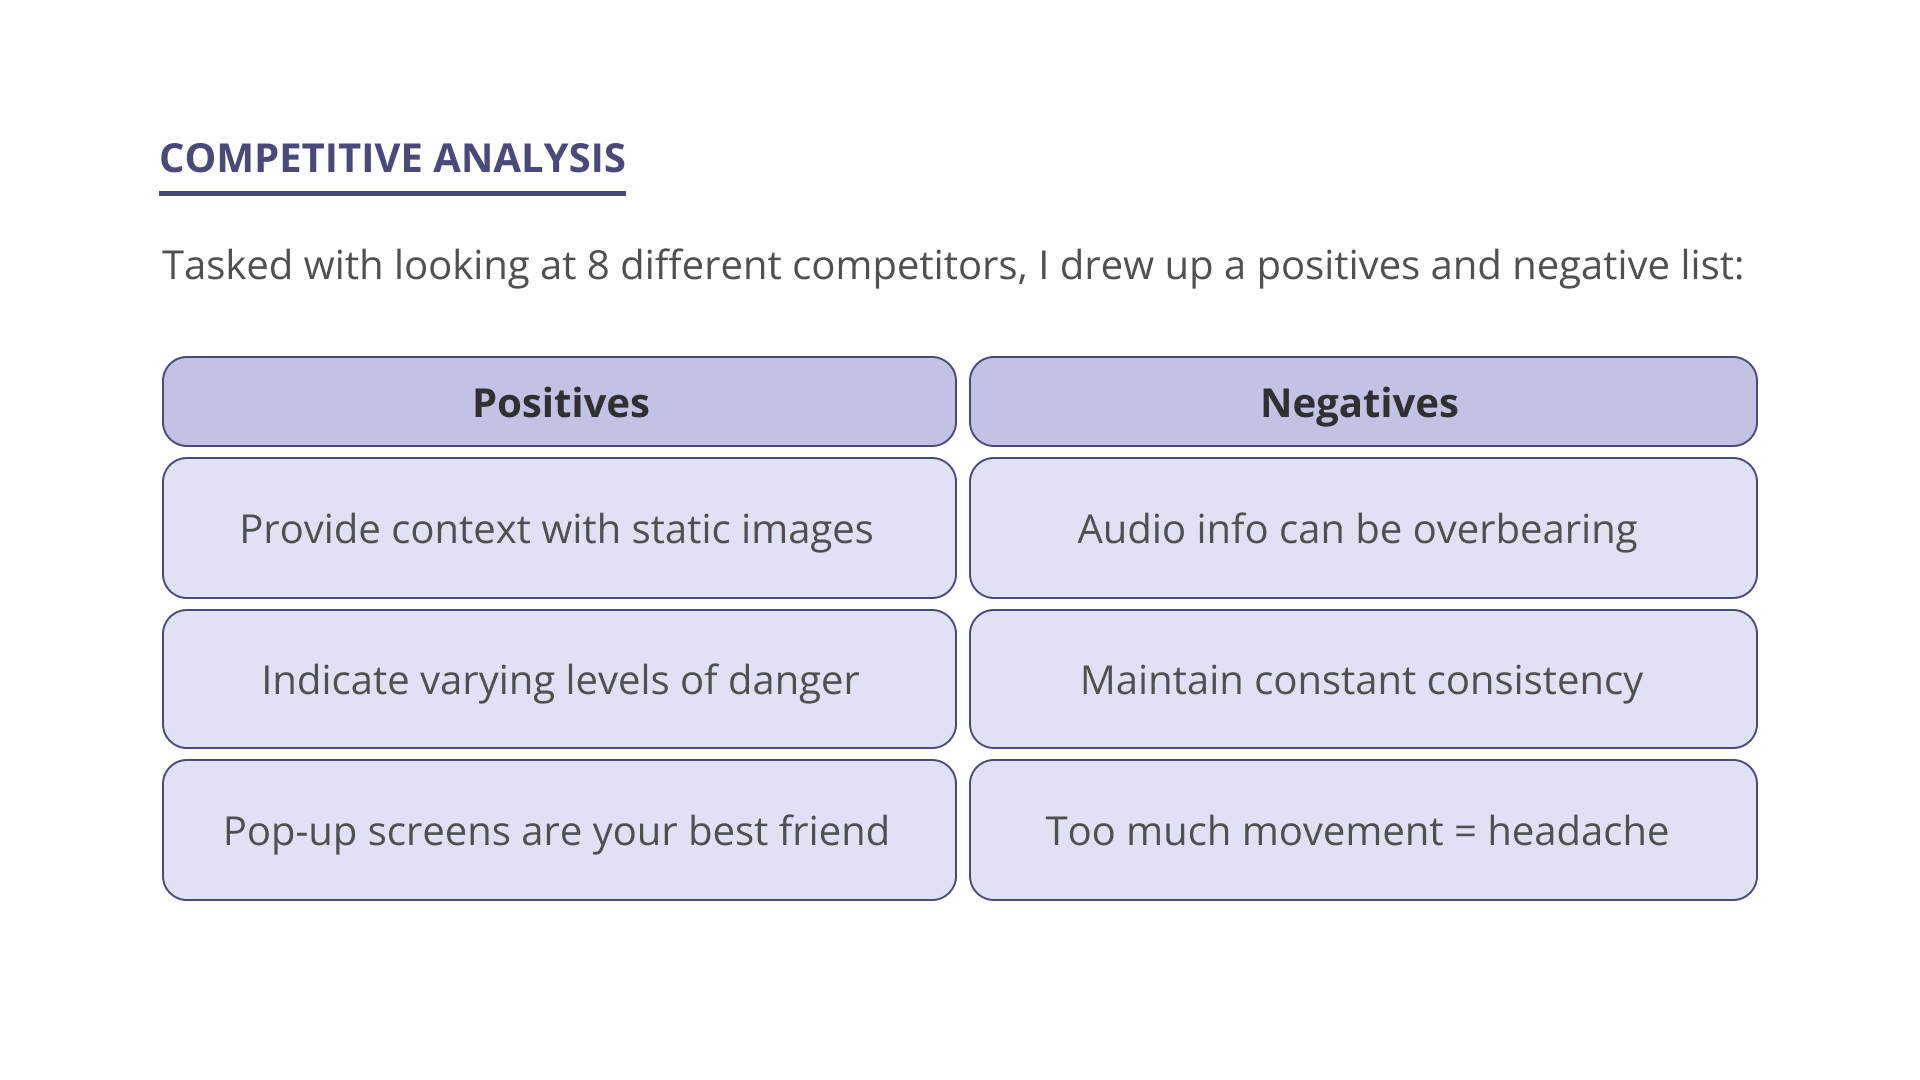 COMPETITIVE ANALYSIS
Tasked with looking at 8 different competitors, I drew up a positives and negative list:
Positives
Negatives
Provide context with static images
Audio info can be overbearing
Indicate varying levels of danger
Maintain constant consistency
Pop-up screens are your best friend
Too much movement = headache